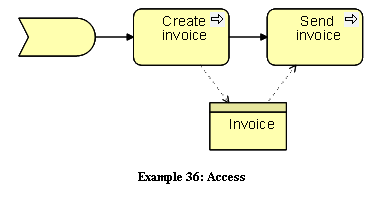 Create
invoice
Send
invoice
Invoice
Example 36: Access